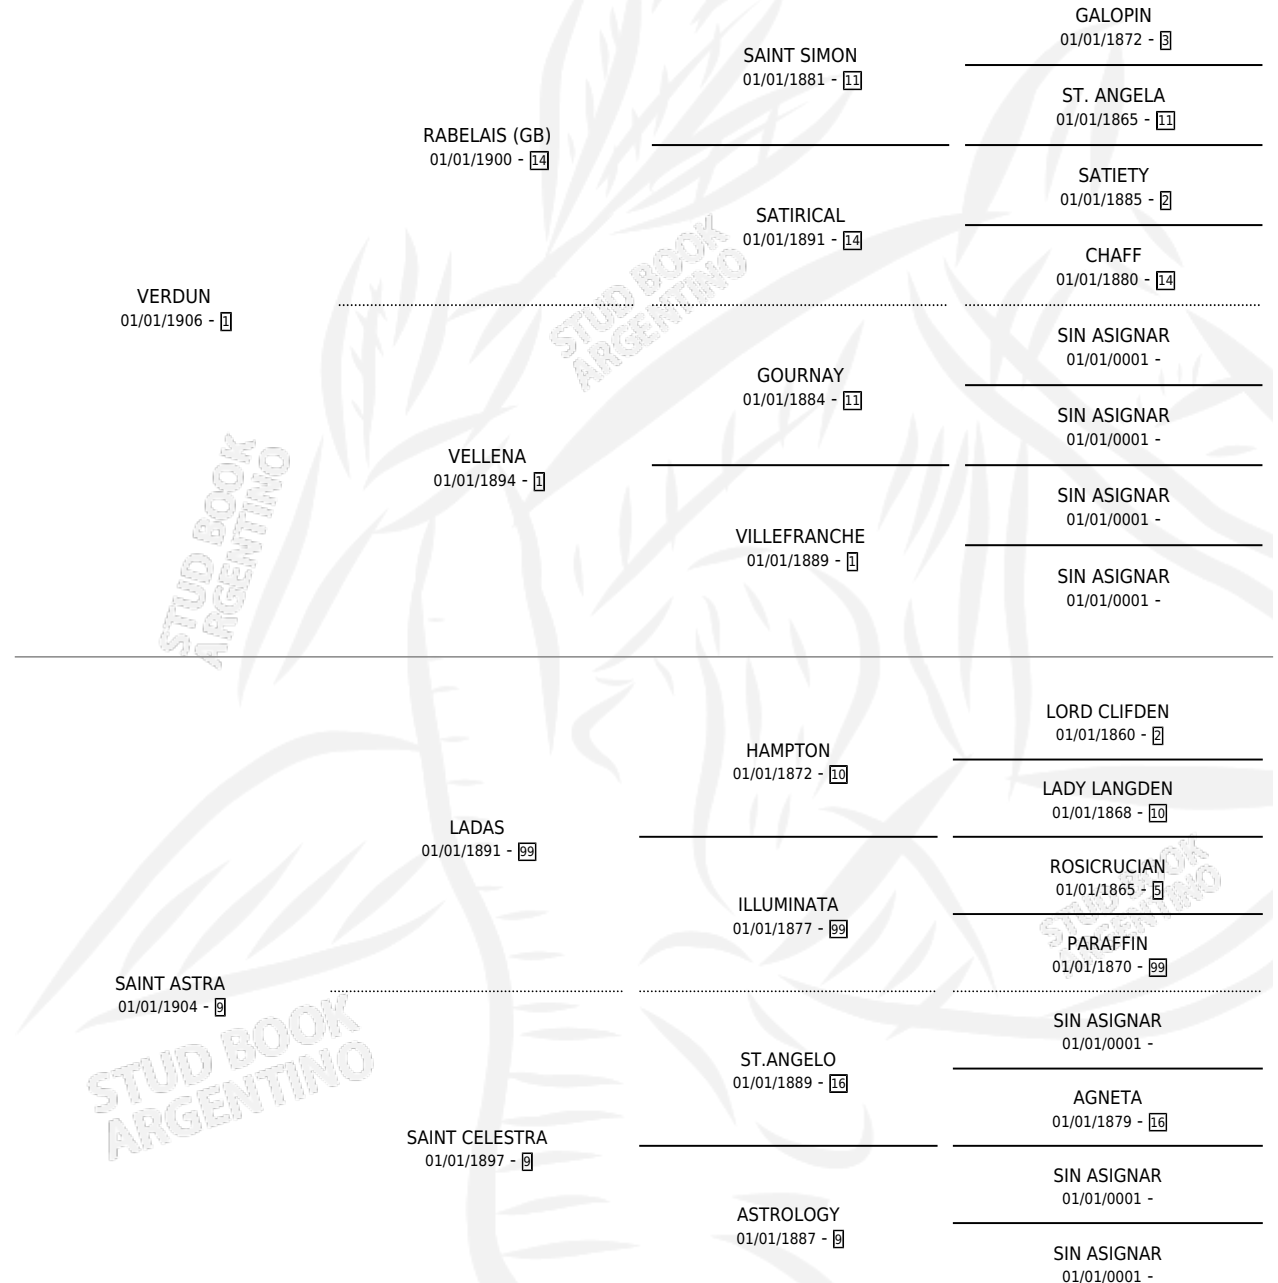 GALOPIN
01/01/1872 - 3
SAINT SIMON
01/01/1881 - 11
ST. ANGELA
01/01/1865 - 11
RABELAIS (GB)
01/01/1900 - 14
SATIETY
01/01/1885 - 2
SATIRICAL
01/01/1891 - 14
CHAFF
01/01/1880 - 14
VERDUN
01/01/1906 - 1
SIN ASIGNAR
01/01/0001 -
GOURNAY
01/01/1884 - 11
SIN ASIGNAR
01/01/0001 -
VELLENA
01/01/1894 - 1
SIN ASIGNAR
01/01/0001 -
VILLEFRANCHE
01/01/1889 - 1
SIN ASIGNAR
01/01/0001 -
STUD BOOK
ARGENTINO
STUD BOOK
ARGENTINO
LORD CLIFDEN
01/01/1860 - 2
HAMPTON
01/01/1872 - 10
LADY LANGDEN
01/01/1868 - 10
LADAS
01/01/1891 - 99
ROSICRUCIAN
01/01/1865 - 5
ILLUMINATA
01/01/1877 - 99
PARAFFIN
01/01/1870 - 99
SAINT ASTRA
01/01/1904 - 9
SIN ASIGNAR
01/01/0001 -
ST.ANGELO
01/01/1889 - 16
AGNETA
01/01/1879 - 16
SAINT CELESTRA
01/01/1897 - 9
SIN ASIGNAR
01/01/0001 -
ASTROLOGY
01/01/1887 - 9
SIN ASIGNAR
01/01/0001 -
STUD BOOK
ARGENTINO
STUD BOOK
ARGENTINO